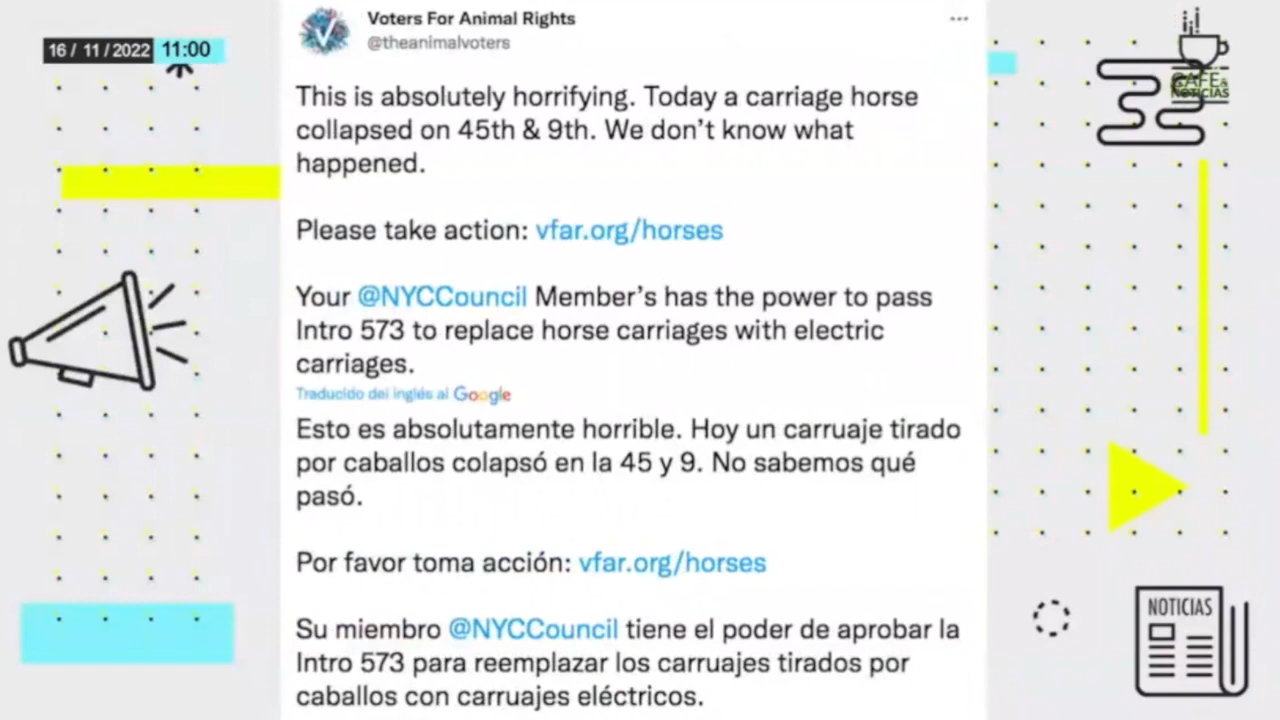 Voters For Animal Rights
@theanimalvoters
16 / 11 / 2022 11:00
CAFE &
NOTICIAS
This is absolutely horrifying. Today a carriage horse
collapsed on 45th & 9th. We don’t know what
happened.
Please take action: vfar.org/horses
Your @NYCCouncil Member’s has the power to pass
Intro 573 to replace horse carriages with electric
carriages.
Traducido del inglés al Google
Esto es absolutamente horrible. Hoy un carruaje tirado
por caballos colapsó en la 45 y 9. No sabemos qué
pasó.
Por favor toma acción: vfar.org/horses
Su miembro @NYCCouncil tiene el poder de aprobar la
Intro 573 para reemplazar los carruajes tirados por
caballos con carruajes eléctricos.
NOTICIAS